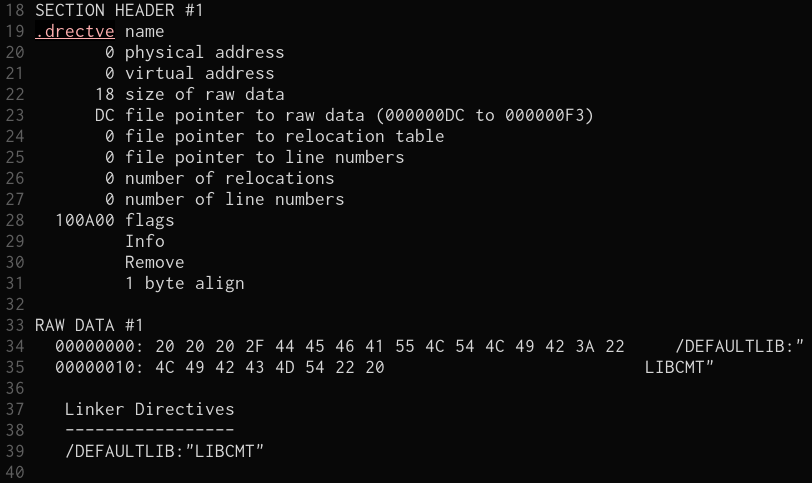 18 SECTION HEADER #1
19 .drectve name
20        0 physical address
21        0 virtual address
22       18 size of raw data
23       DC file pointer to raw data (000000DC to 000000F3)
24        0 file pointer to relocation table
25        0 file pointer to line numbers
26        0 number of relocations
27        0 number of line numbers
28   100A00 flags
29          Info
30          Remove
31          1 byte align
32
33 RAW DATA #1
34   00000000: 20 20 20 2F 44 45 46 41 55 4C 54 4C 49 42 3A 22     /DEFAULTLIB:"
35   00000010: 4C 49 42 43 4D 54 22 20                          LIBCMT"
36
37    Linker Directives
38    -----------------
39    /DEFAULTLIB:"LIBCMT"
40